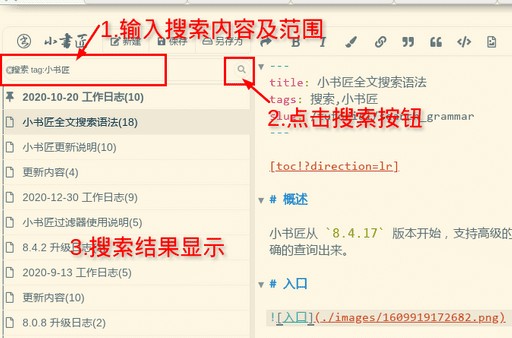 1.输入搜索内容及范围
小书匠 新建 保存 另存为
搜索 tag:小书匠
2020-10-20 工作日志(10)
小书匠全文搜索语法(18)
小书匠更新说明(10)
更新内容(4)
2020-12-30 工作日志(9)
小书匠过滤器使用说明(5)
8.4.2 升级
2020-9-13 工作日志(5)
更新内容(10)
8.0.8 升级日志(2)
3.搜索结果显示
---
title: 小书匠全文搜索语法
tags: 搜索,小书匠
2.点击搜索按钮
_grammar
---
[toc!?direction=lr]
# 概述
小书匠从 `8.4.17` 版本开始，支持高级的
确的查询出来。
# 入口
![入口](./images/1609919172682.png)